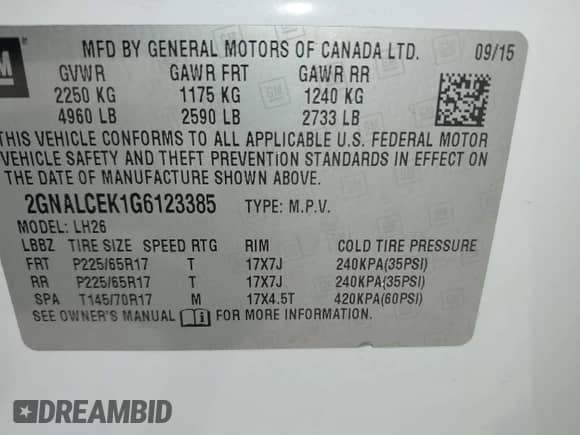 GM
MFD BY GENERAL MOTORS OF CANADA LTD. 09/15
GVWR GAWR FRT GAWR RR
2250 KG 1175 KG 1240 KG
4960 LB 2590 LB 2733 LB
THIS VEHICLE CONFORMS TO ALL APPLICABLE U.S. FEDERAL MOTOR
VEHICLE SAFETY AND THEFT PREVENTION STANDARDS IN EFFECT ON
THE DATE OF MANUFACTURE SHOWN ABOVE.
2GNALCEK1G6123385 TYPE: M.P.V.
MODEL: LH26
LBBZ TIRE SIZE SPEED RTG RIM COLD TIRE PRESSURE
FRT P225/65R17 T 17X7J 240KPA(35PSI)
RR P225/65R17 T 17X7J 240KPA(35PSI)
SPA T145/70R17 M 17X4.5T 420KPA(60PSI)
SEE OWNER'S MANUAL i FOR MORE INFORMATION.
DREAMBID